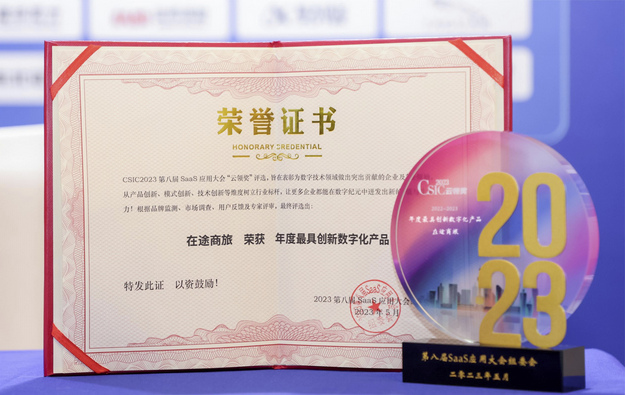 荣誉证书
HONORARY CREDENTIAL
CSIC2023 第八届 SaaS 应用大会“云领奖”评选，旨在表彰为数字技术领域做出突出贡献的企业及
从产品创新、模式创新、技术创新等维度树立行业标杆，让更多企业都能在数字纪元中迸发出新的
力！根据品牌监测、市场调查、用户反馈及专家评审，最终评选出：
在途商旅 荣获 年度最具创新数字化产品
特发此证 以资鼓励！
2023 第八届 SaaS 应用大会
2023 年 5 月
2023
CSIC
2022-2023
年度最具创新数字化产品
在途商旅
2023
第八届SaaS应用大会组委会
二零二三年五月